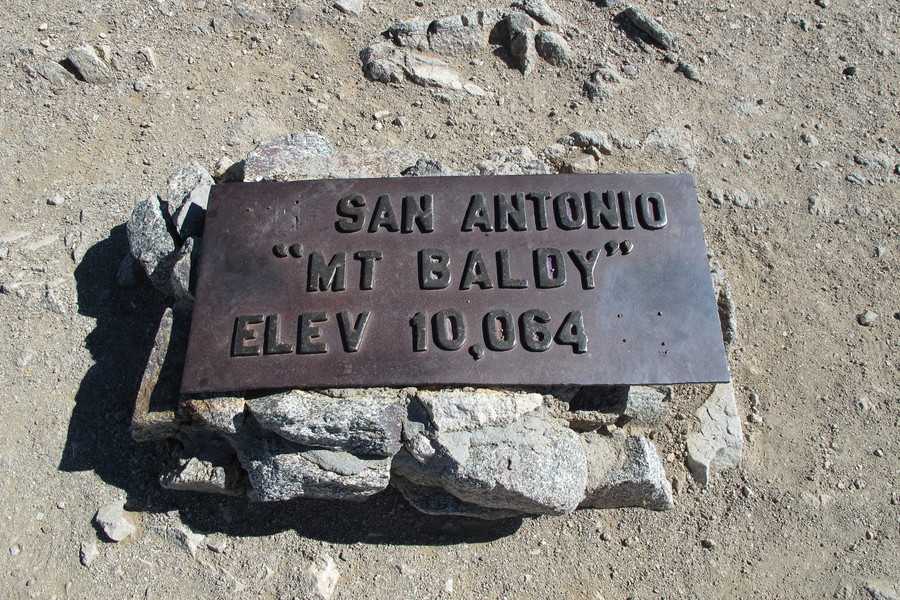 SAN ANTONIO
“MT BALDY”
ELEV 10,064